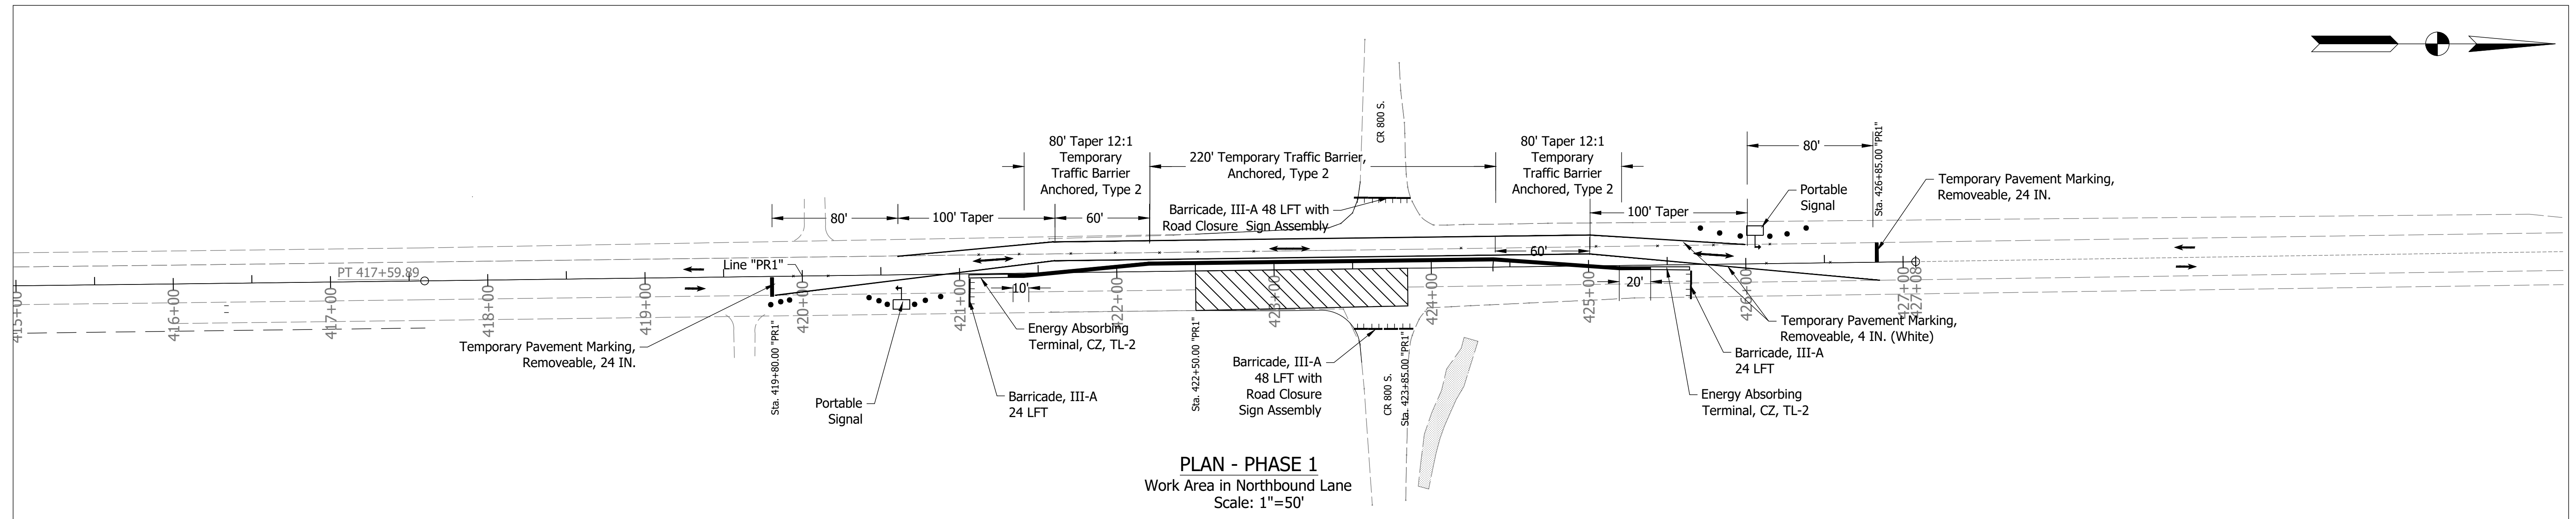 80' Taper 12:1
Temporary
Traffic Barrier
Anchored, Type 2
220' Temporary Traffic Barrier,
Anchored, Type 2
80' Taper 12:1
Temporary
Traffic Barrier
Anchored, Type 2
CR 800 S.
80'
100' Taper
60'
Barricade, III-A 48 LFT with
Road Closure Sign Assembly
100' Taper
80'
Portable
Signal
Sta. 426+85.00 "PR1"
Temporary Pavement Marking,
Removeable, 24 IN.
PT 417+59.89
Line "PR1"
60'
10'
20'
415+00
416+00
417+00
418+00
419+00
420+00
421+00
422+00
423+00
424+00
425+00
426+00
427+00
427+08
Temporary Pavement Marking,
Removeable, 24 IN.
Sta. 419+80.00 "PR1"
Portable
Signal
Energy Absorbing
Terminal, CZ, TL-2
Barricade, III-A
24 LFT
Sta. 422+50.00 "PR1"
Barricade, III-A
48 LFT with
Road Closure
Sign Assembly
CR 800 S.
Sta. 423+85.00 "PR1"
Temporary Pavement Marking,
Removeable, 4 IN. (White)
Barricade, III-A
24 LFT
Energy Absorbing
Terminal, CZ, TL-2
PLAN - PHASE 1
Work Area in Northbound Lane
Scale: 1"=50'